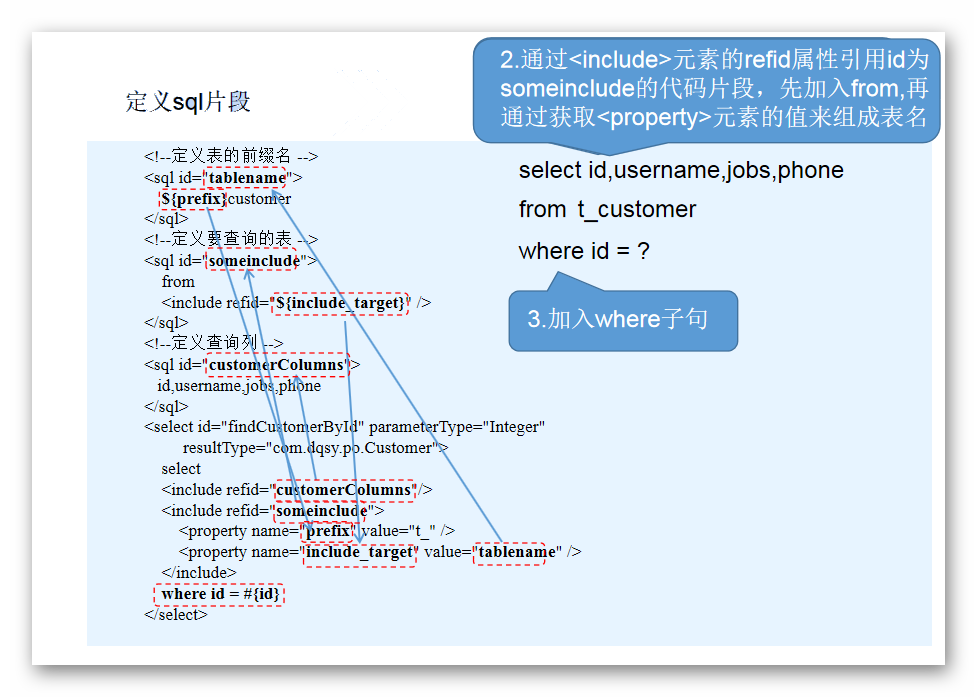 2.通过<include>元素的refid属性引用id为
someinclude的代码片段，先加入from,再
通过获取<property>元素的值来组成表名
定义sql片段
<!--定义表的前缀名 -->
<sql id="tablename">
${prefix}customer
</sql>
<!--定义要查询的表 -->
<sql id="someinclude">
from
<include refid="${include_target}" />
</sql>
<!--定义查询列 -->
<sql id="customerColumns">
id,username,jobs,phone
</sql>
<select id="findCustomerById" parameterType="Integer"
resultType="com.dqsy.po.Customer">
select
<include refid="customerColumns"/>
<include refid="someinclude">
<property name="prefix" value="t_" />
<property name="include_target" value="tablename" />
</include>
where id = #{id}
</select>
select id,username,jobs,phone
from t_customer
where id = ?
3.加入where子句